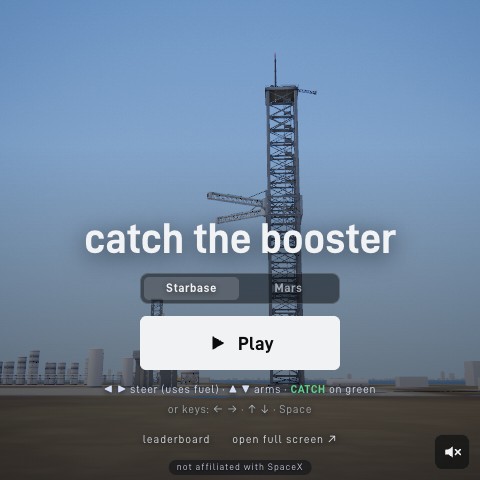 catch the booster
Starbase Mars
▶ Play
◀ ▶ steer (uses fuel) · ▲ ▼ arms · CATCH on green
or keys: ← → · ↑ ↓ · Space
leaderboard open full screen ↗
not affiliated with SpaceX